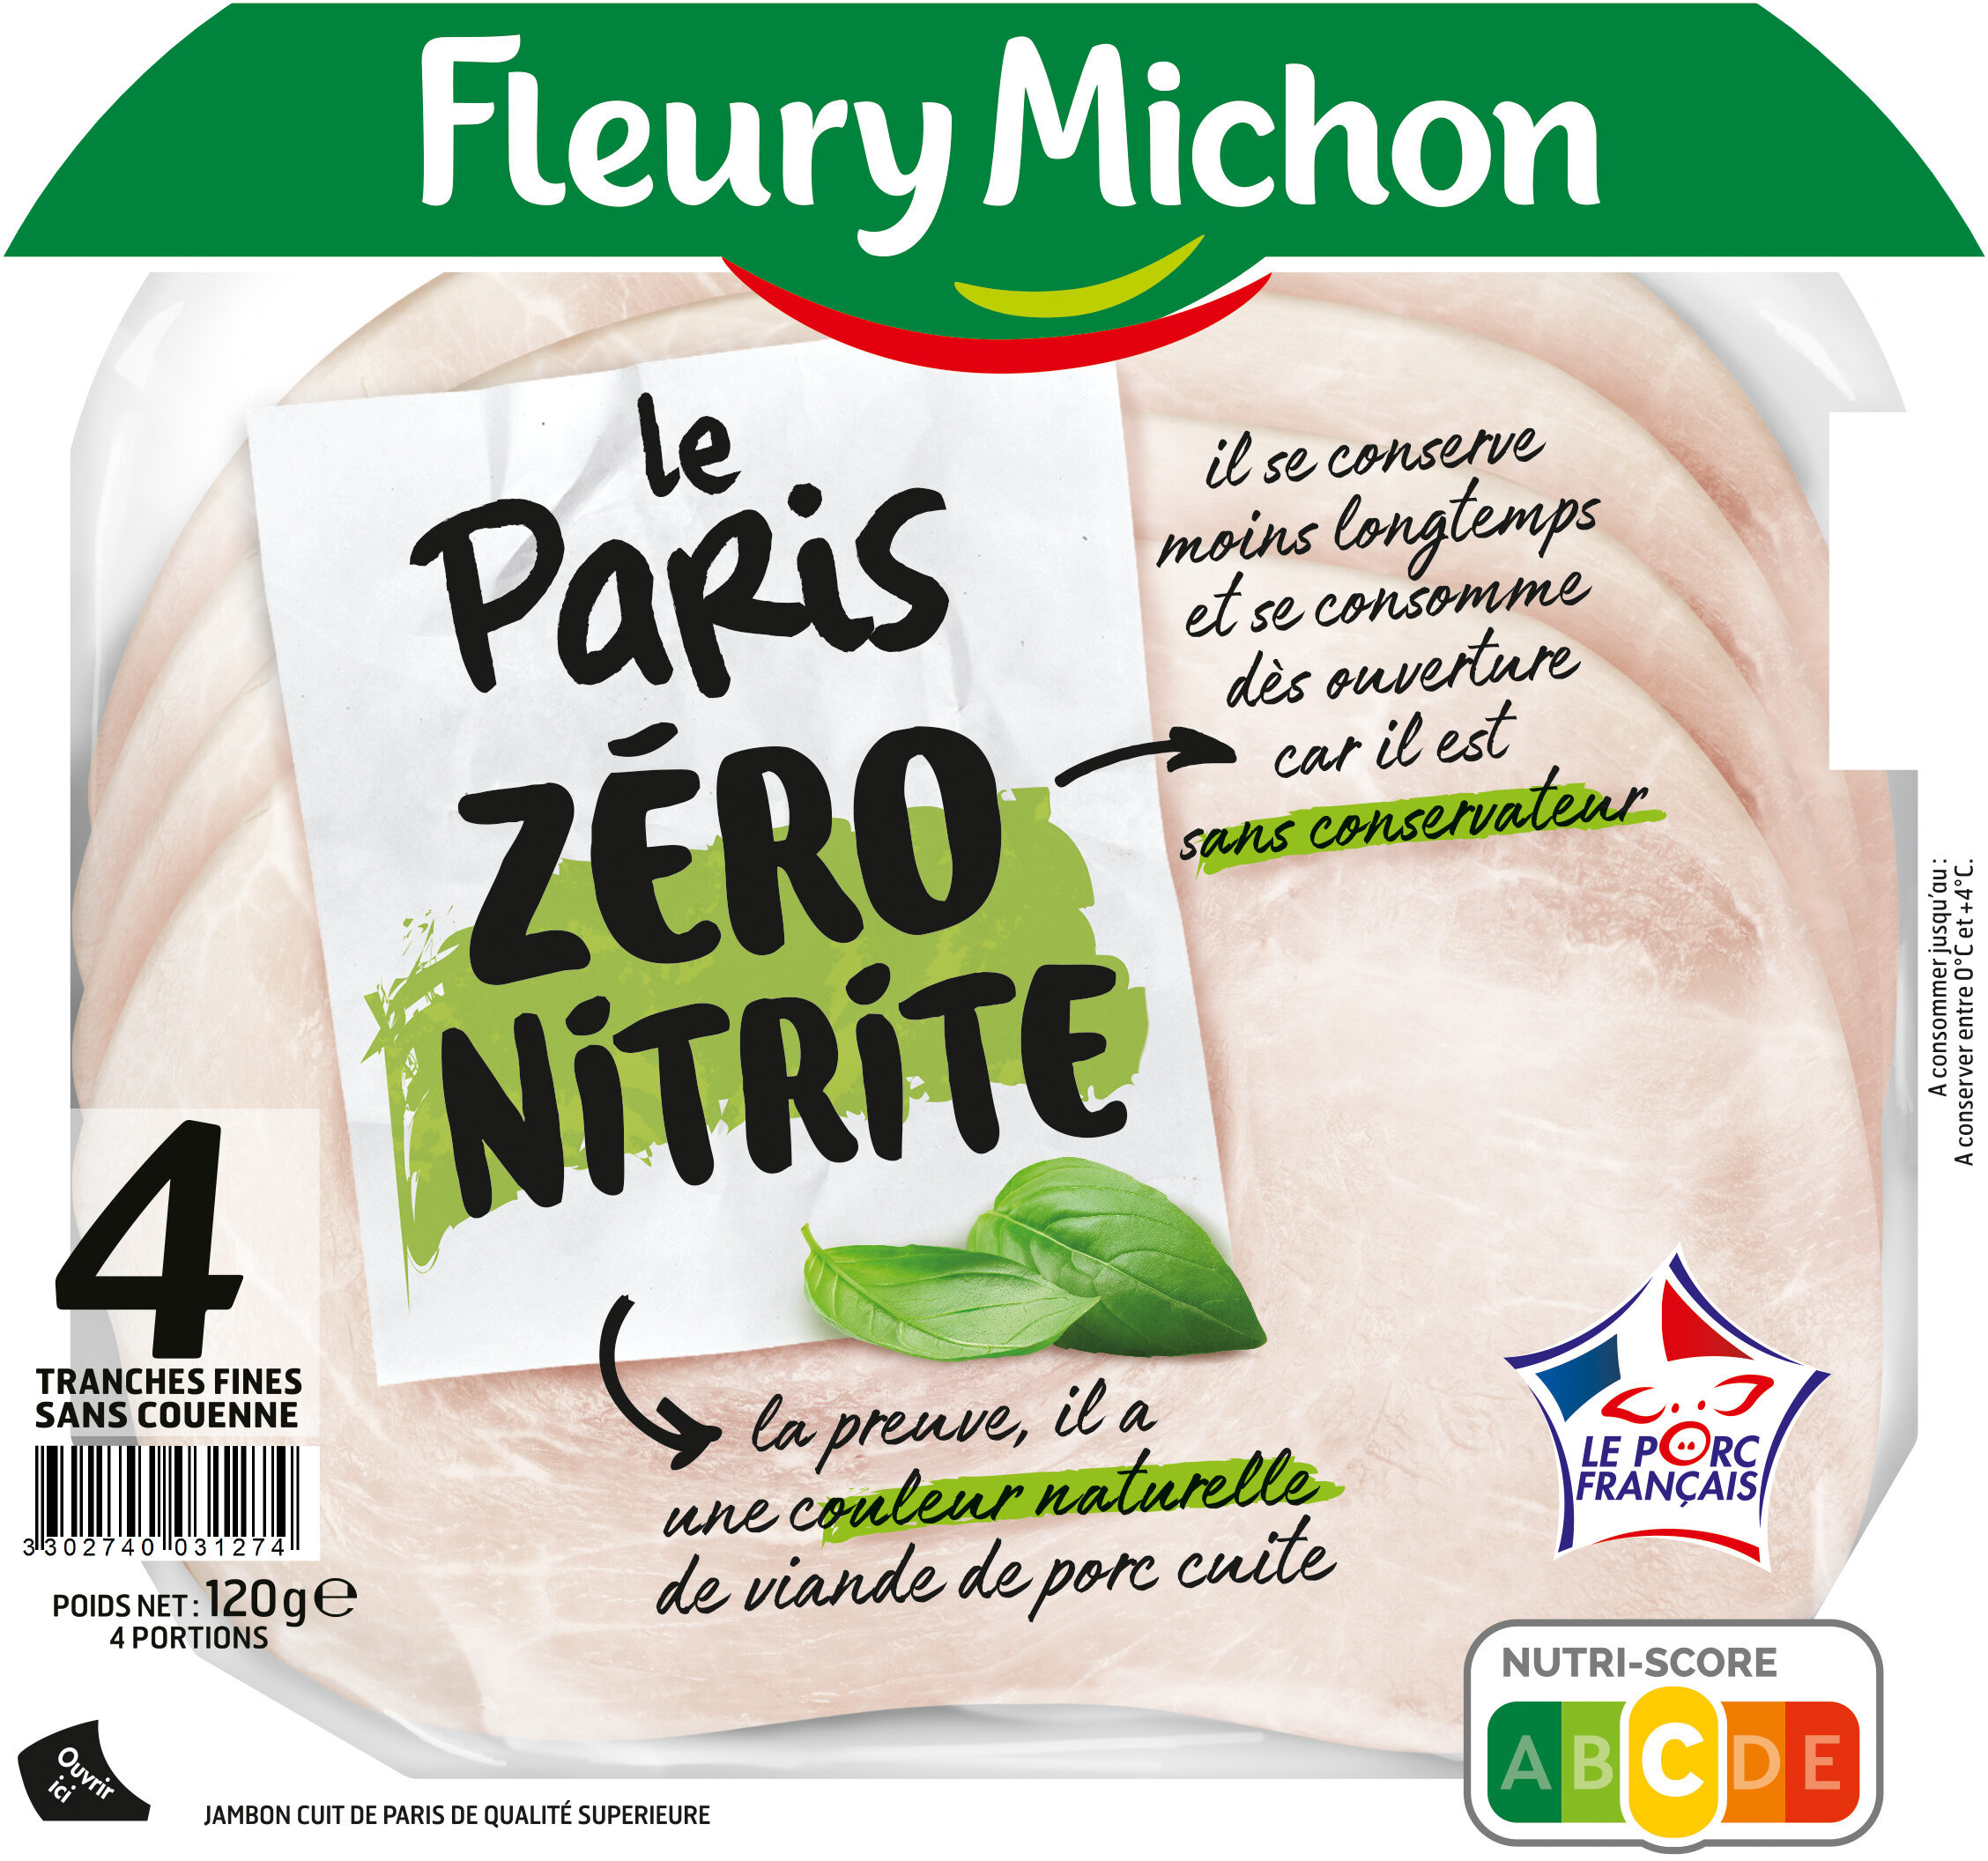 Fleury Michon
le
PaRis
ZÉRO
NiTRiTE
il se conserve
moins longtemps
et se consomme
dès ouverture
car il est
sans conservateur
A consommer jusqu'au :
A conserver entre 0°C et +4°C.
4
TRANCHES FINES
SANS COUENNE
3 302740 031274
POIDS NET : 120 g e
4 PORTIONS
la preuve, il a
une couleur naturelle
de viande de porc cuite
LE PORC
FRANÇAIS
NUTRI-SCORE
A B C D E
Ouvrir
ici
JAMBON CUIT DE PARIS DE QUALITÉ SUPERIEURE